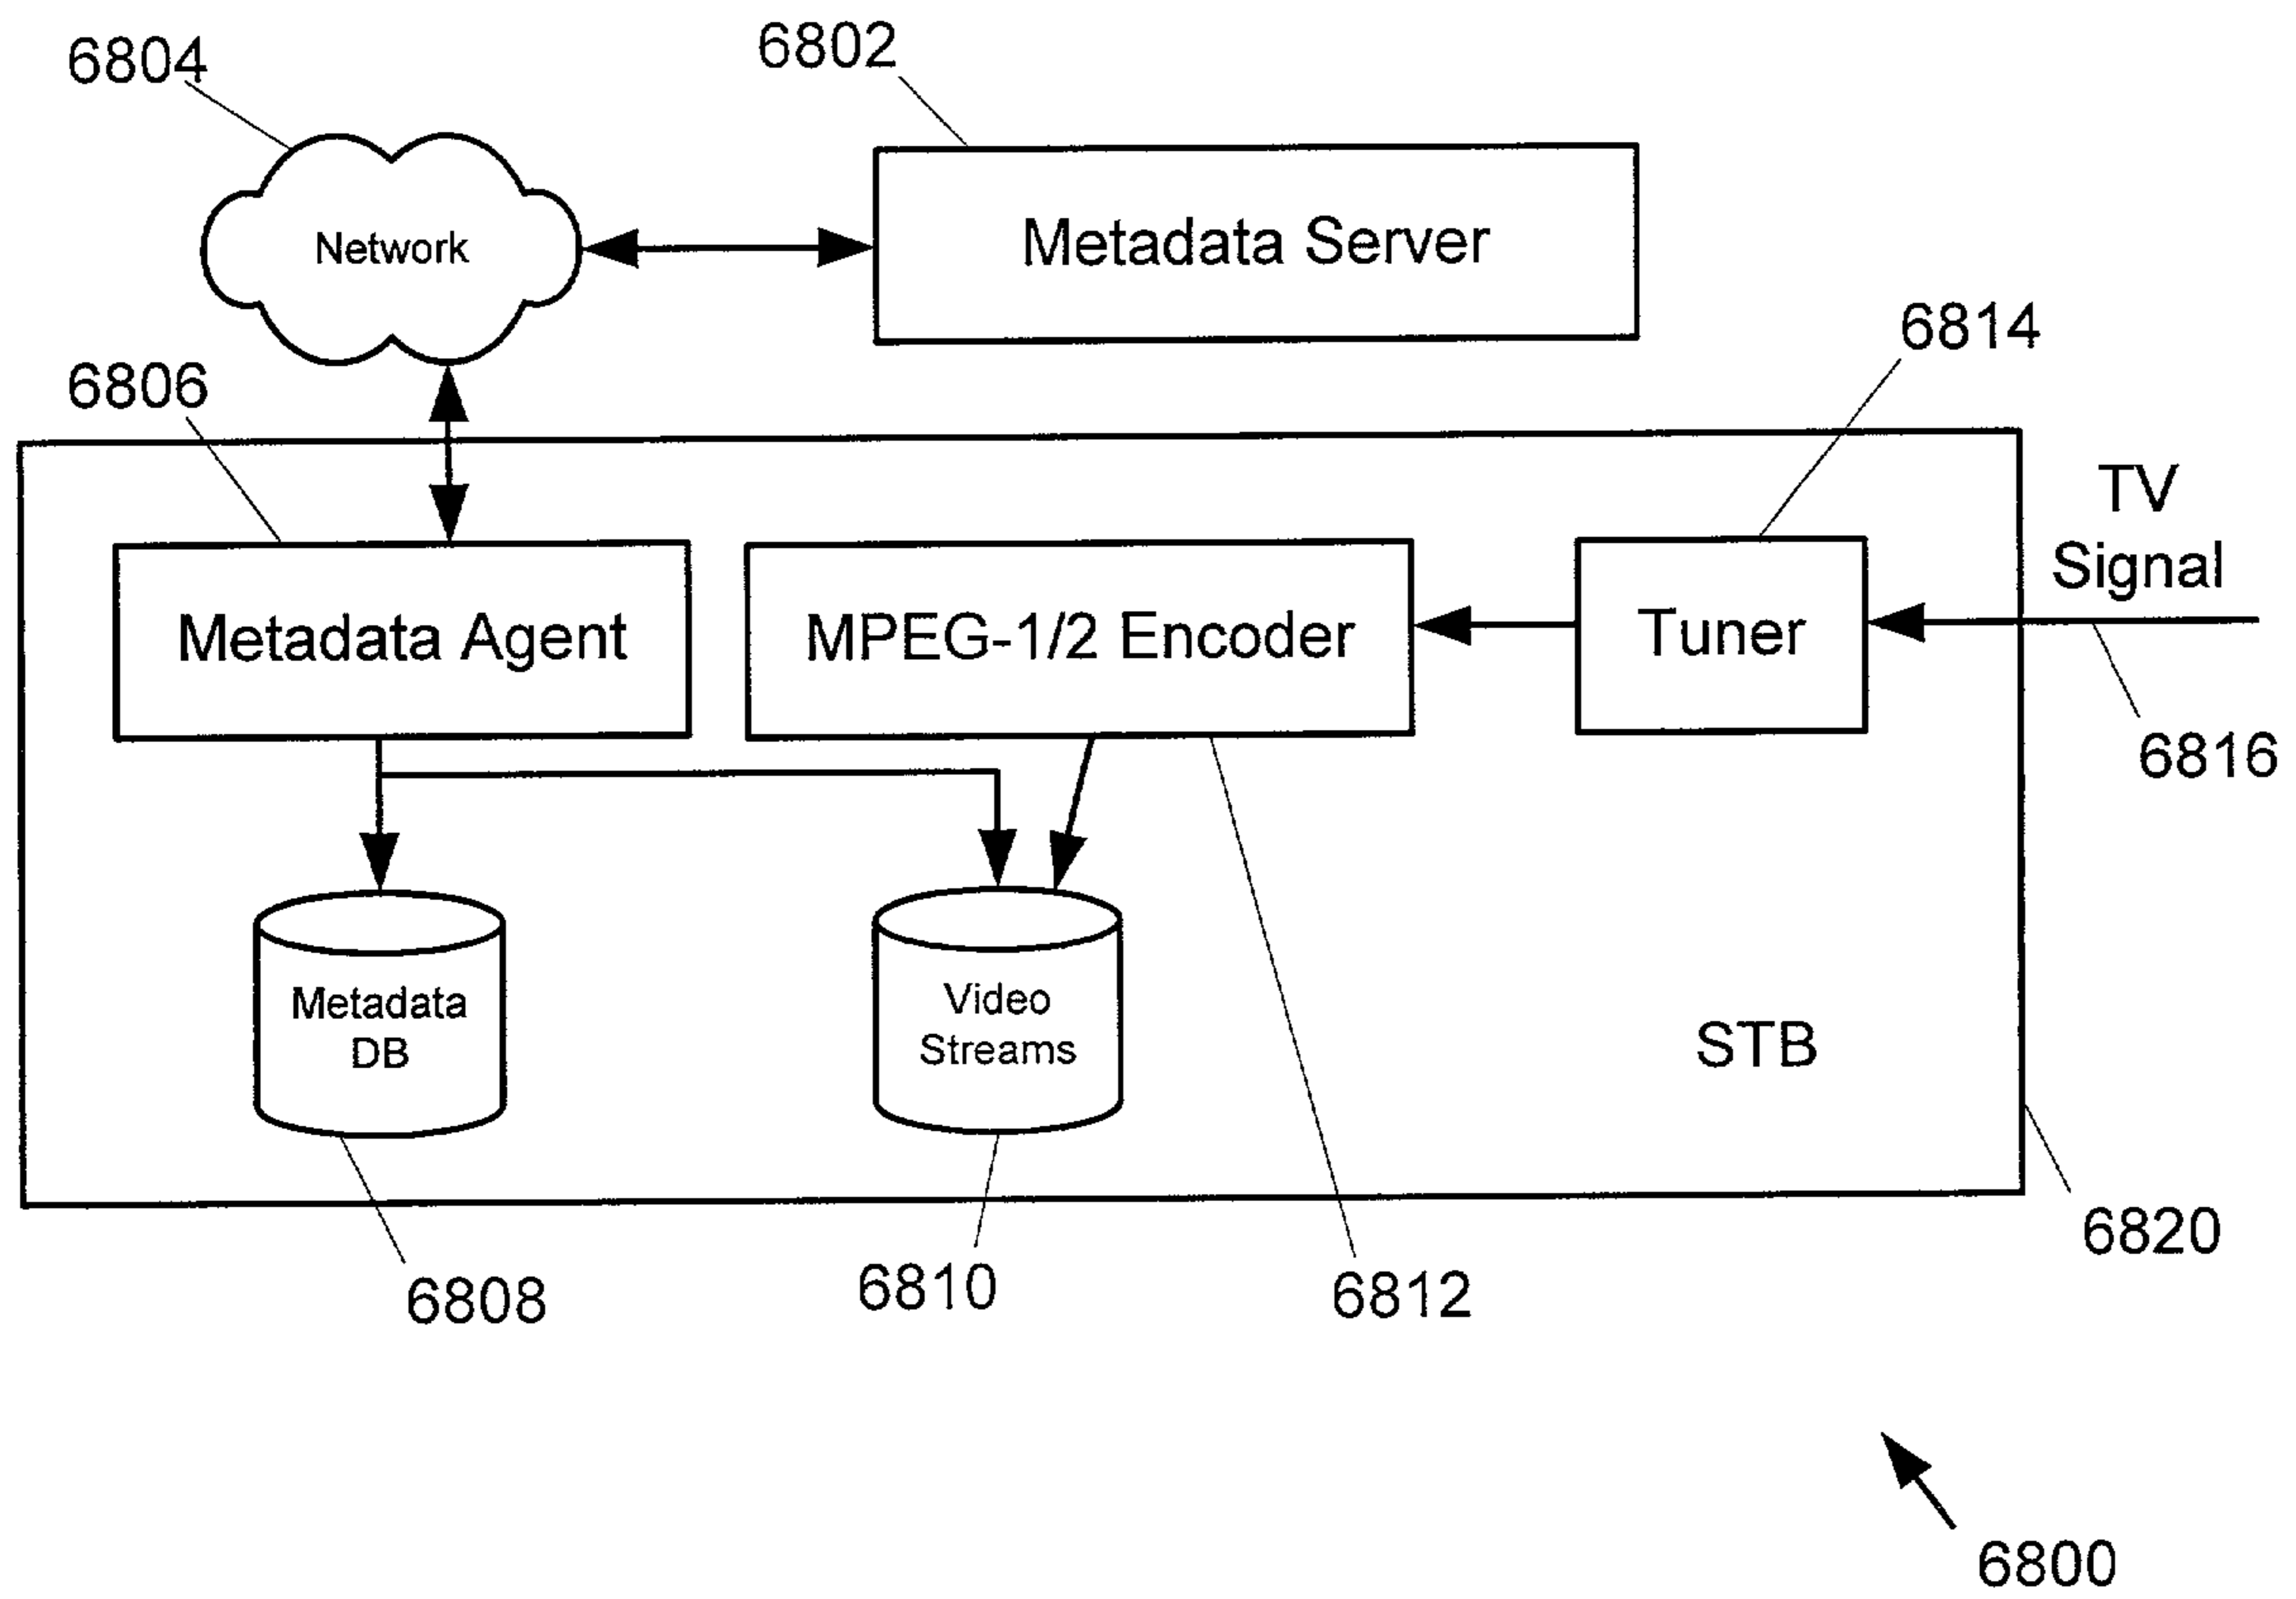 6804
6802
Network
Metadata Server
6814
6806
TV
Signal
Metadata Agent
MPEG-1/2 Encoder
Tuner
6816
Metadata
DB
Video
Streams
STB
6820
6808
6810
6812
6800